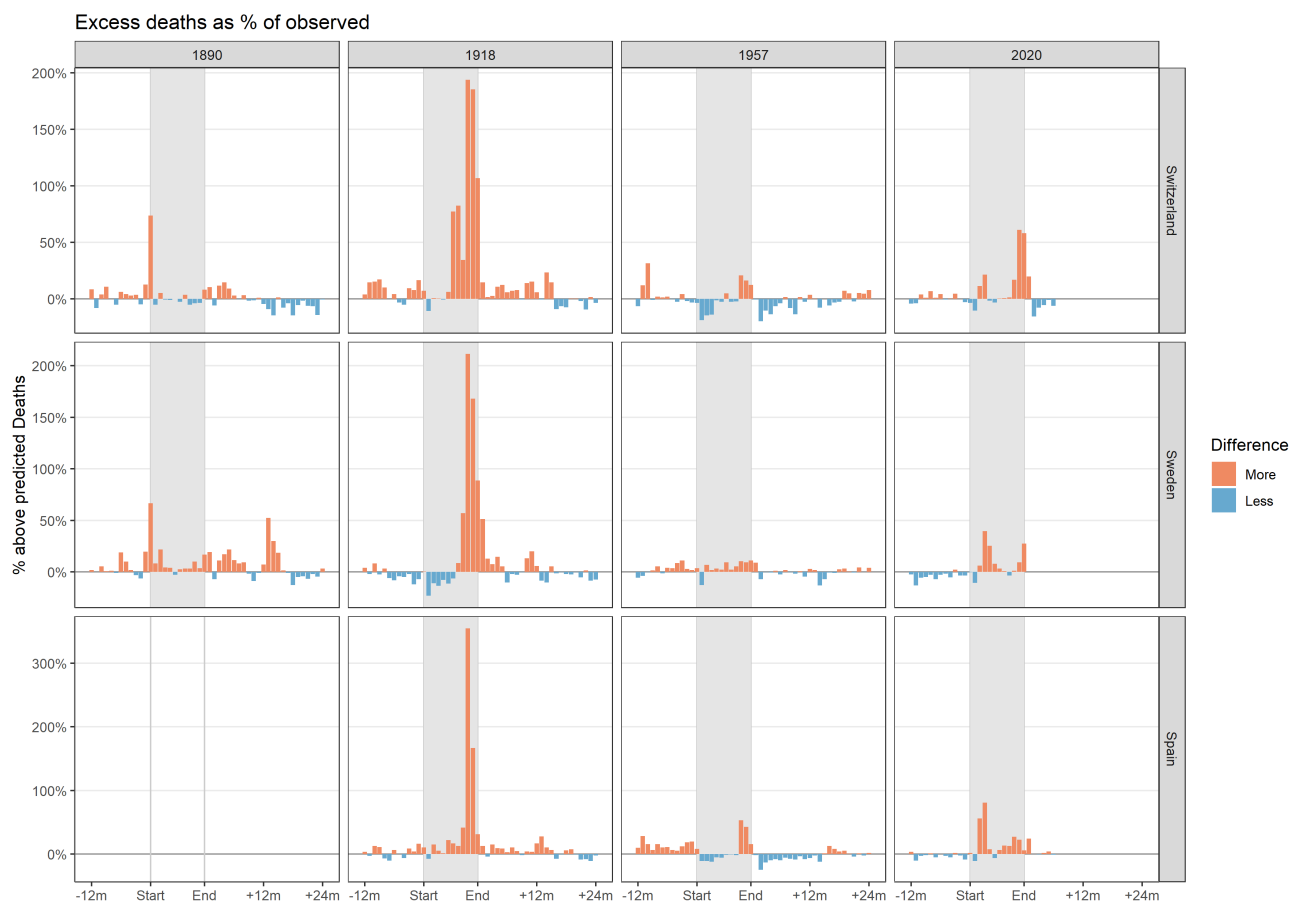 Excess deaths as % of observed
1890 1918 1957 2020
% above predicted Deaths
200%
150%
100%
50%
0%
Switzerland
200%
150%
100%
50%
0%
Sweden
300%
200%
100%
0%
Spain
-12m Start End +12m +24m -12m Start End +12m +24m -12m Start End +12m +24m -12m Start End +12m +24m
Difference
More
Less